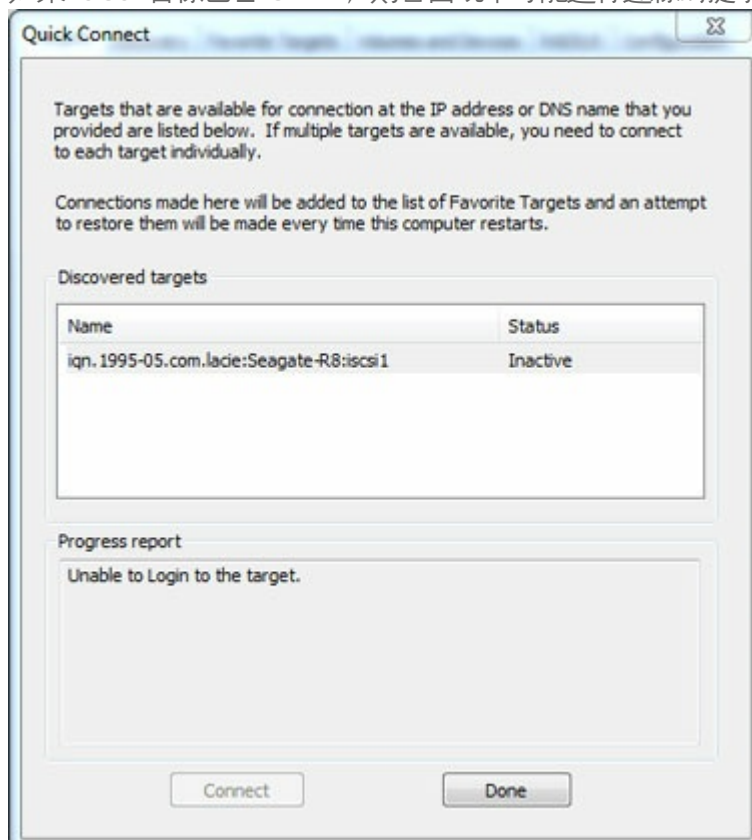 Quick Connect
Targets that are available for connection at the IP address or DNS name that you
provided are listed below. If multiple targets are available, you need to connect
to each target individually.
Connections made here will be added to the list of Favorite Targets and an attempt
to restore them will be made every time this computer restarts.
Discovered targets
Name Status
iqn.1995-05.com.lacie:Seagate-R8:iscsi1 Inactive
Progress report
Unable to Login to the target.
Connect Done